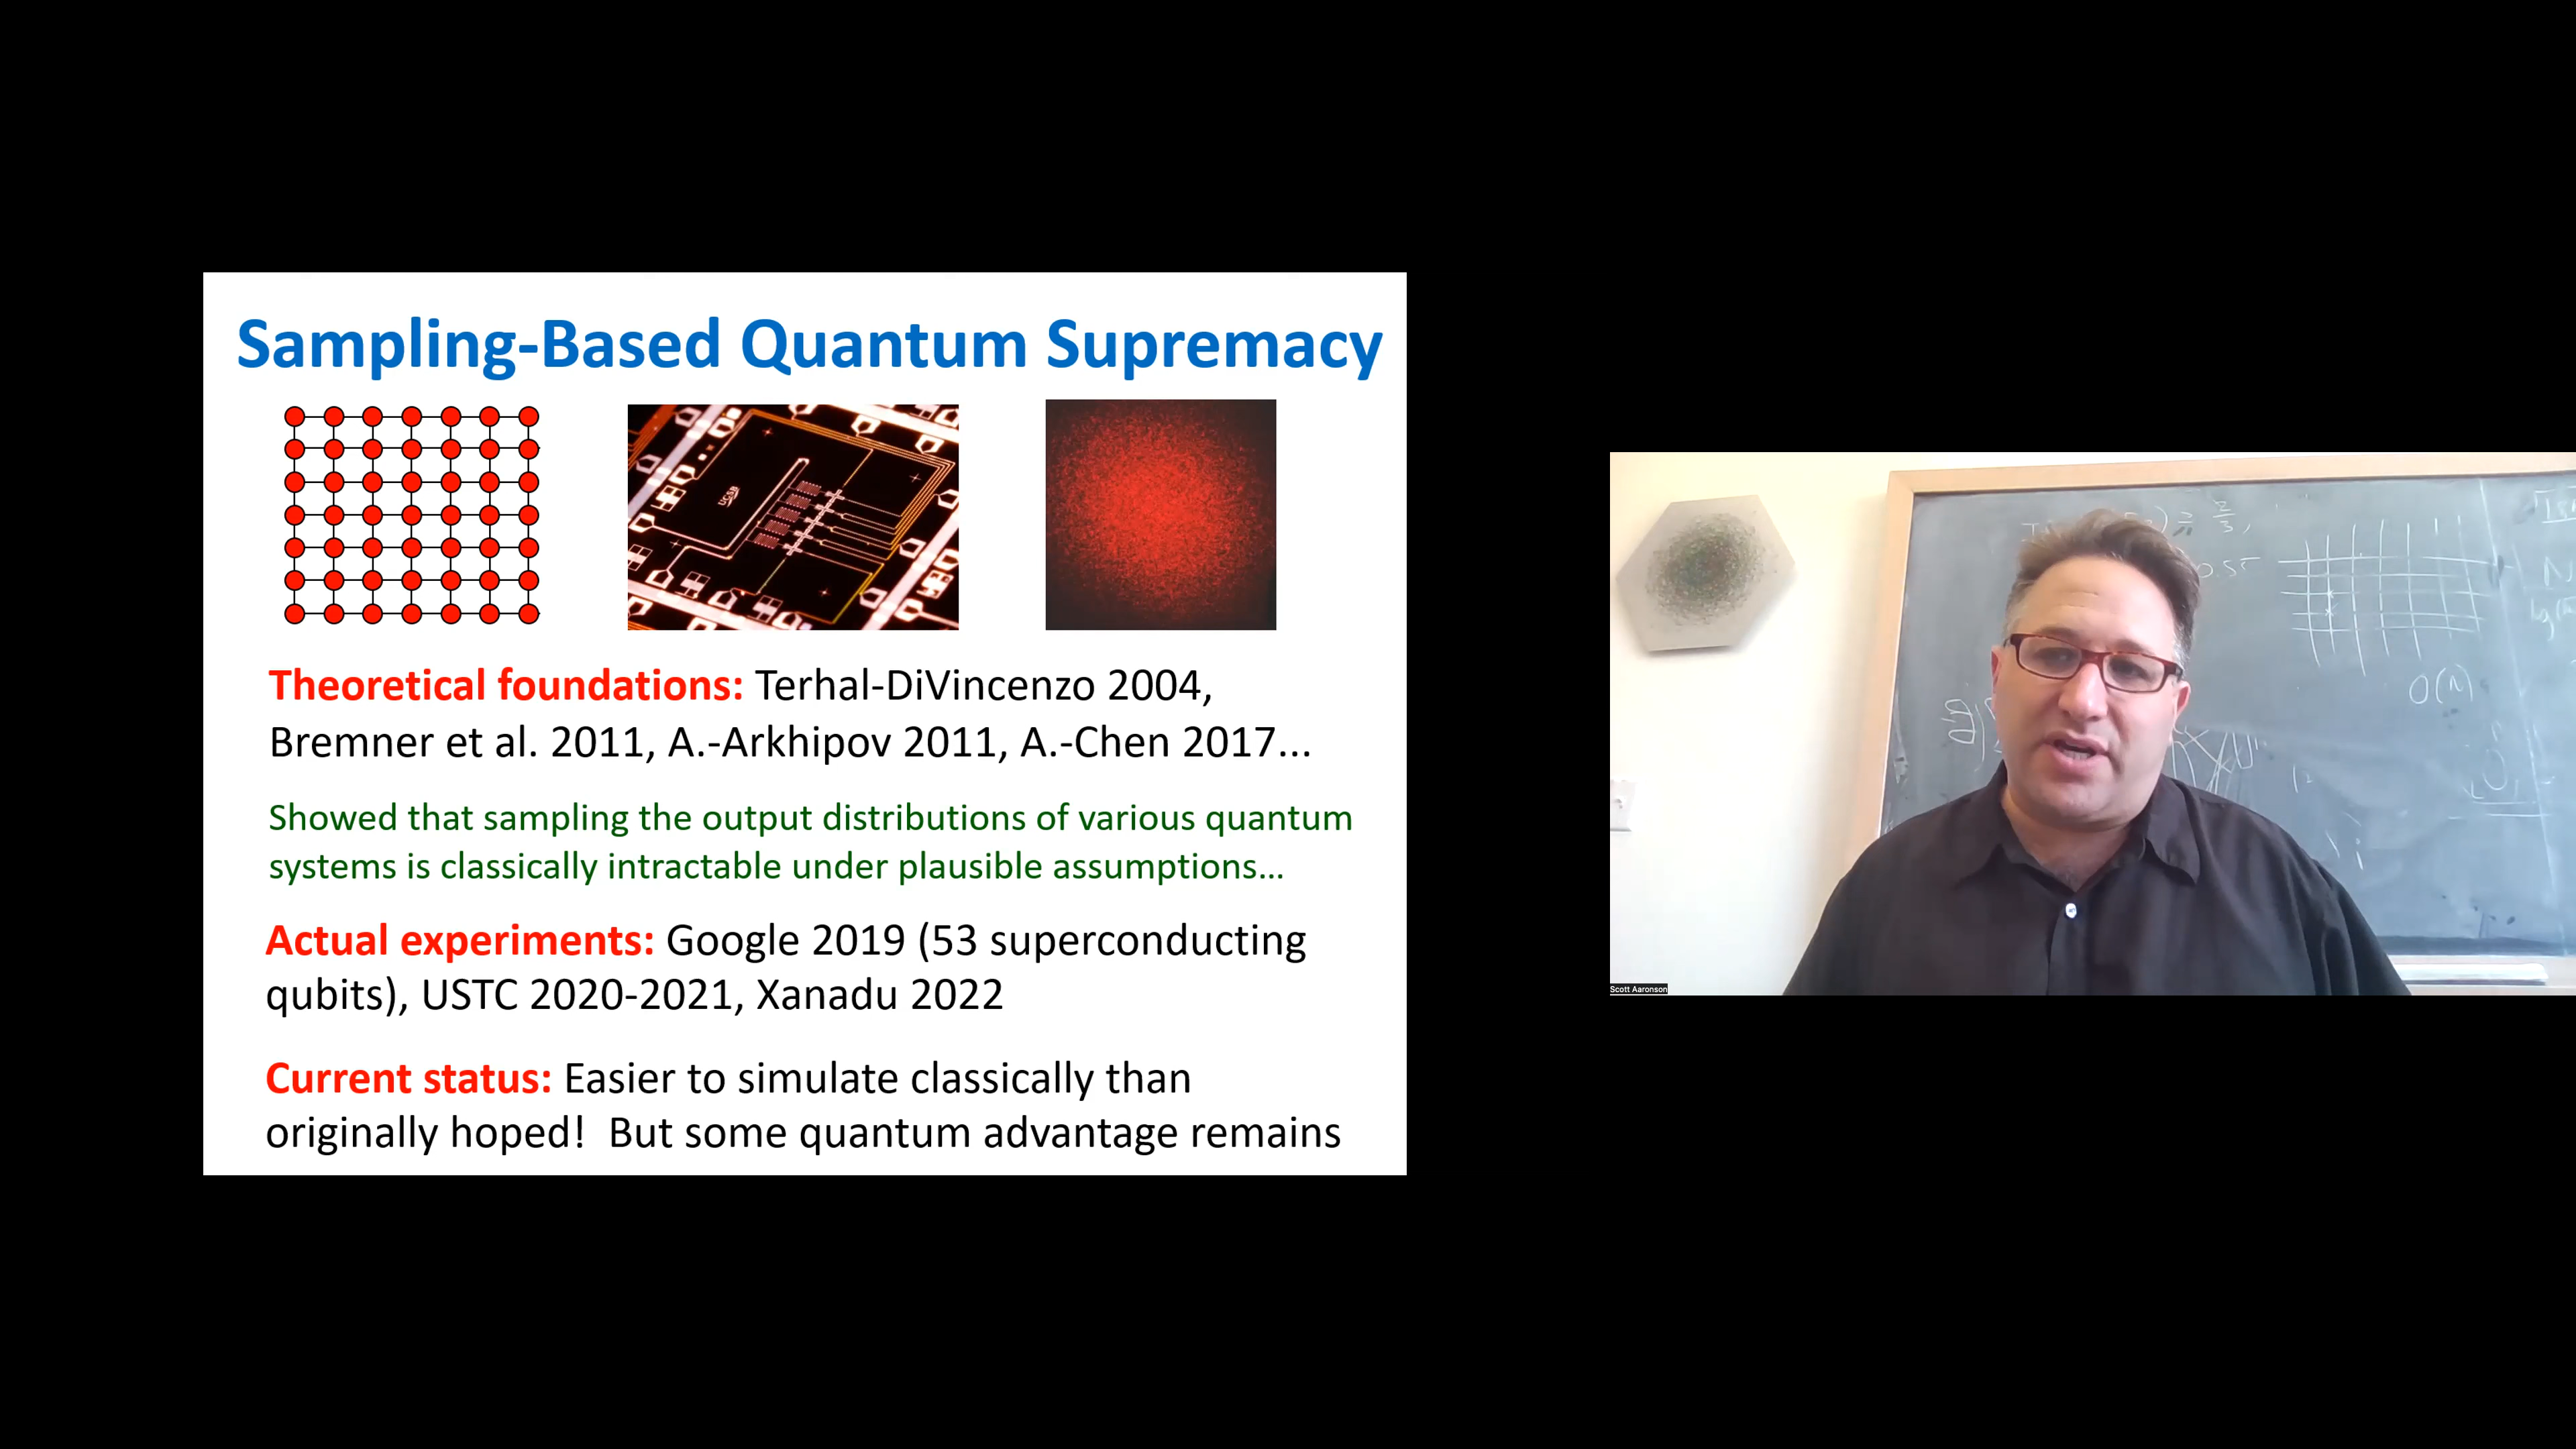 Sampling-Based Quantum Supremacy
UCSB
Theoretical foundations: Terhal-DiVincenzo 2004,
Bremner et al. 2011, A.-Arkhipov 2011, A.-Chen 2017...
Showed that sampling the output distributions of various quantum
systems is classically intractable under plausible assumptions...
Actual experiments: Google 2019 (53 superconducting
qubits), USTC 2020-2021, Xanadu 2022
Current status: Easier to simulate classically than
originally hoped!  But some quantum advantage remains
O(n)
Scott Aaronson